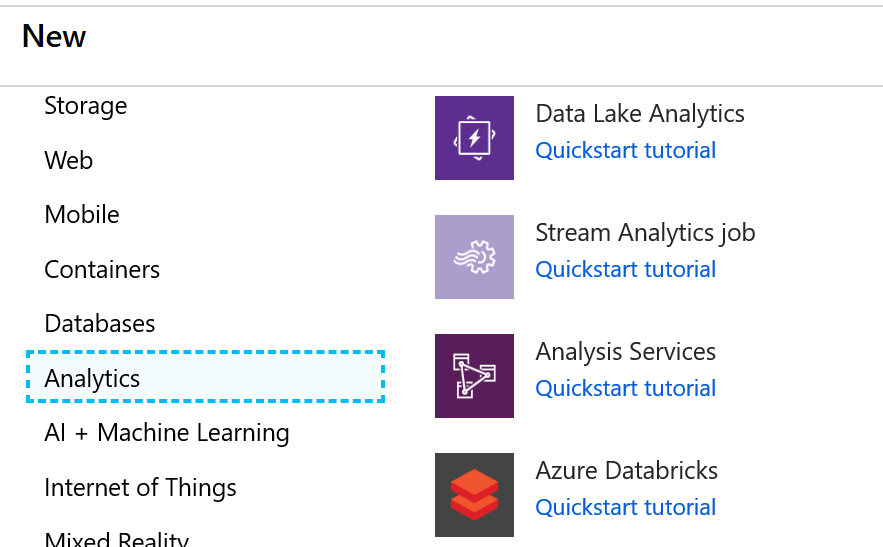 New
Storage
Web
Mobile
Containers
Databases
Analytics
AI + Machine Learning
Internet of Things
Mixed Reality
Data Lake Analytics
Quickstart tutorial
Stream Analytics job
Quickstart tutorial
Analysis Services
Quickstart tutorial
Azure Databricks
Quickstart tutorial